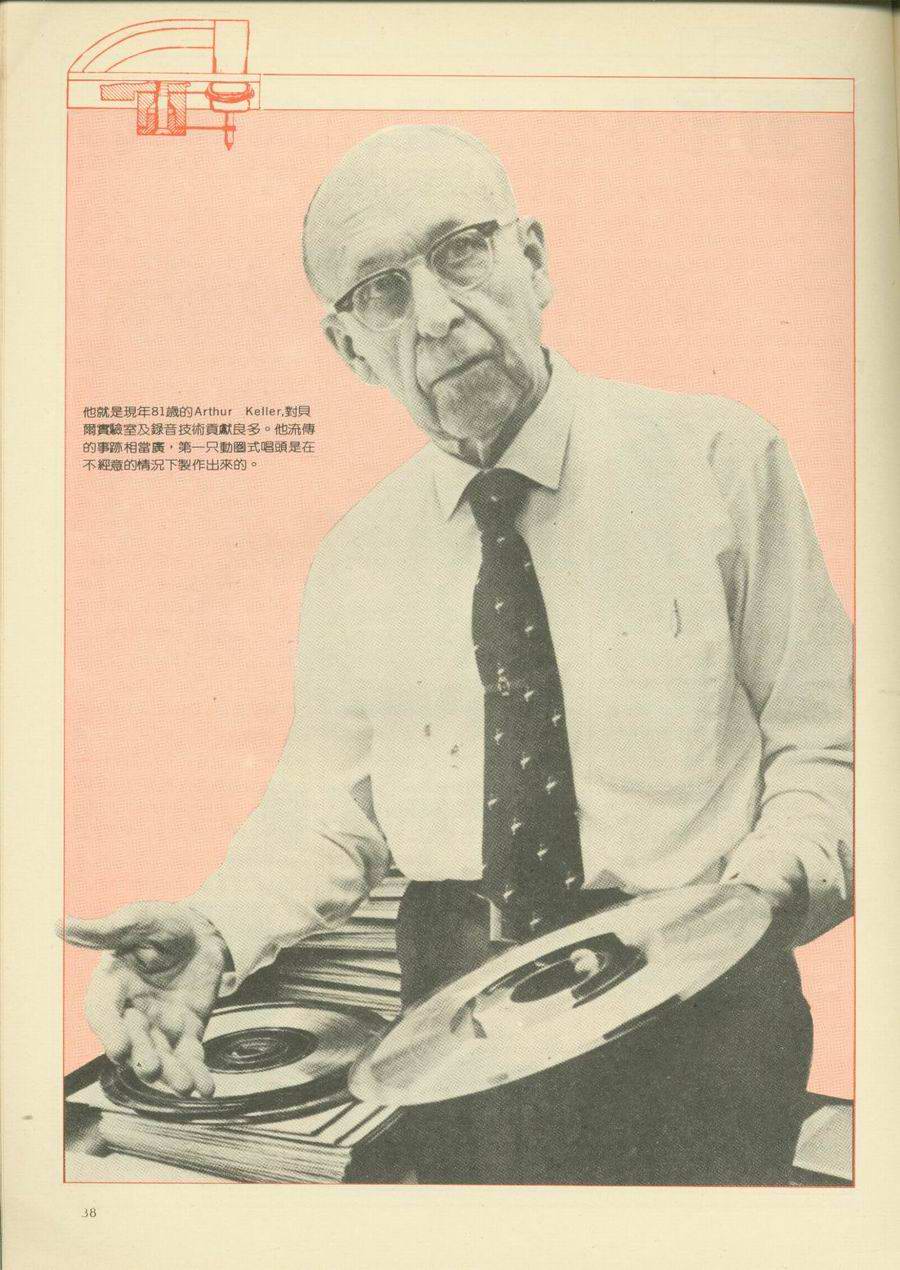 他就是現年81歲的Arthur Keller,對貝
爾實驗室及錄音技術貢獻良多。他流傳
的事跡相當廣，第一只動圈式唱頭是在
不經意的情況下製作出來的。
38